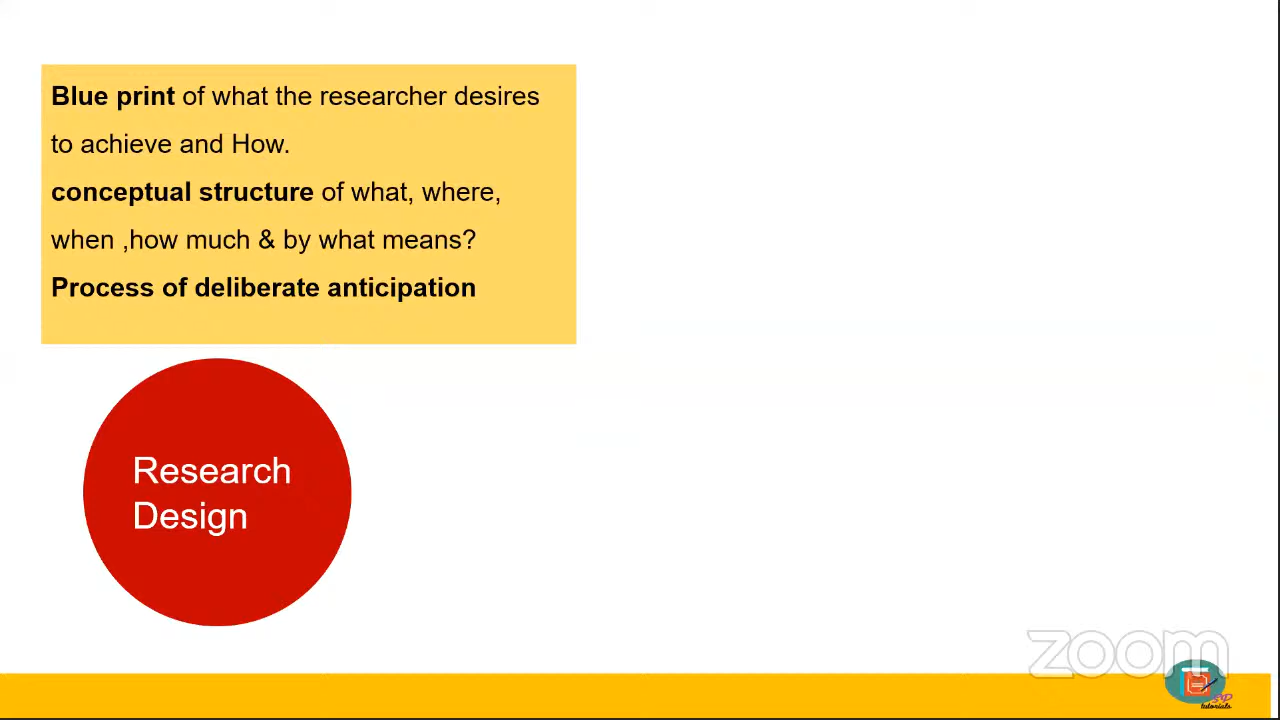 Blue print of what the researcher desires
to achieve and How.
conceptual structure of what, where,
when ,how much & by what means?
Process of deliberate anticipation
Research
Design
zoom
tutorials